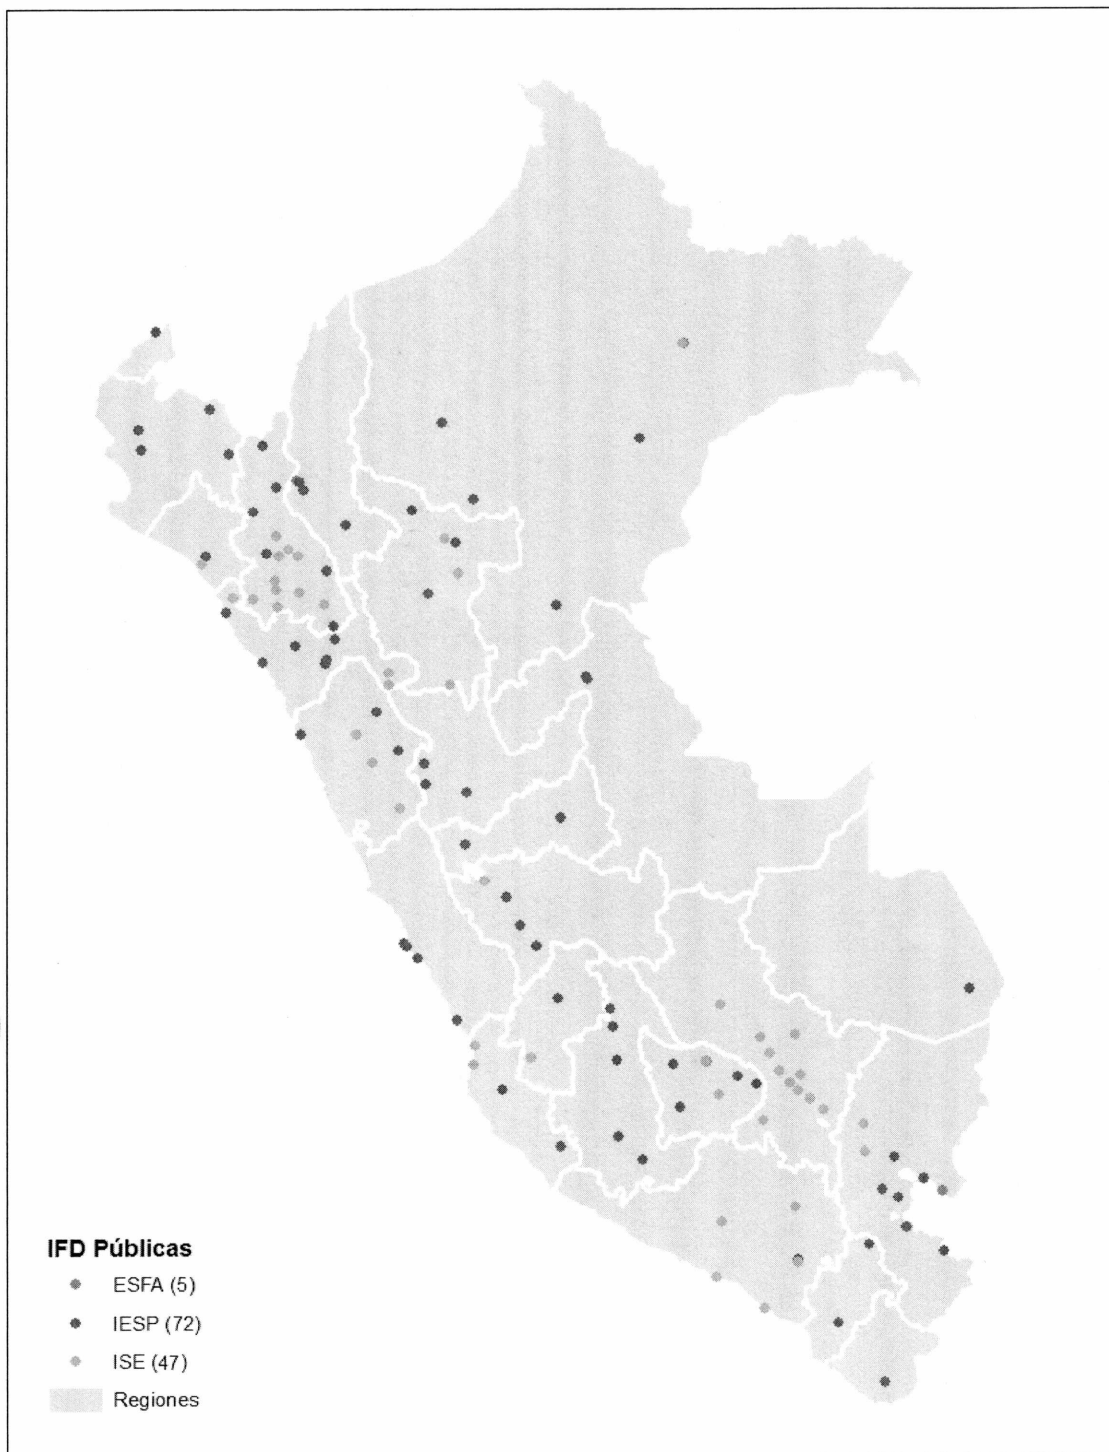 IFD Públicas
ESFA (5)
IESP (72)
ISE (47)
Regiones